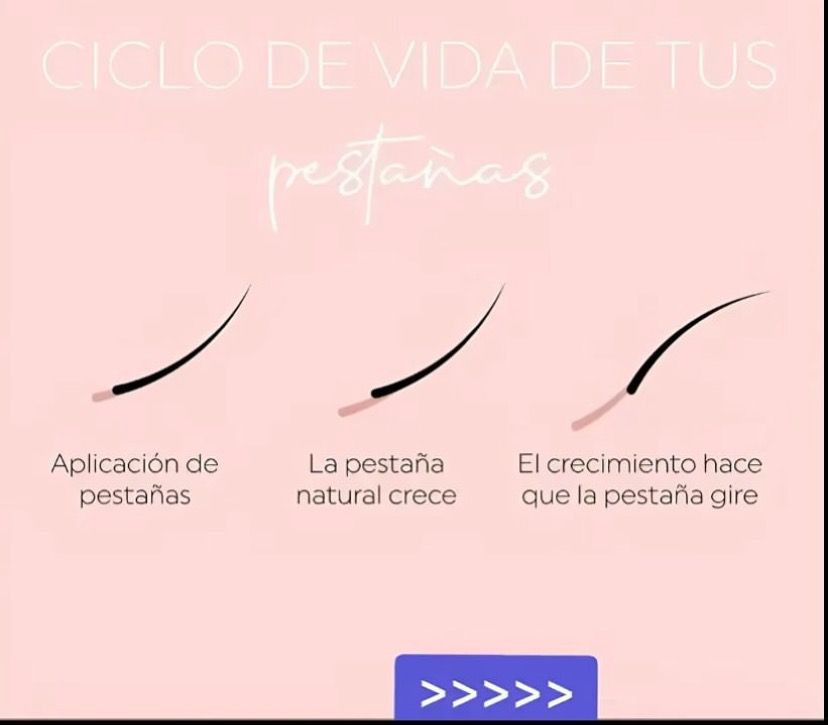 CICLO DE VIDA DE TUS
pestañas
Aplicación de
pestañas
La pestaña
natural crece
El crecimiento hace
que la pestaña gire
>>>>>